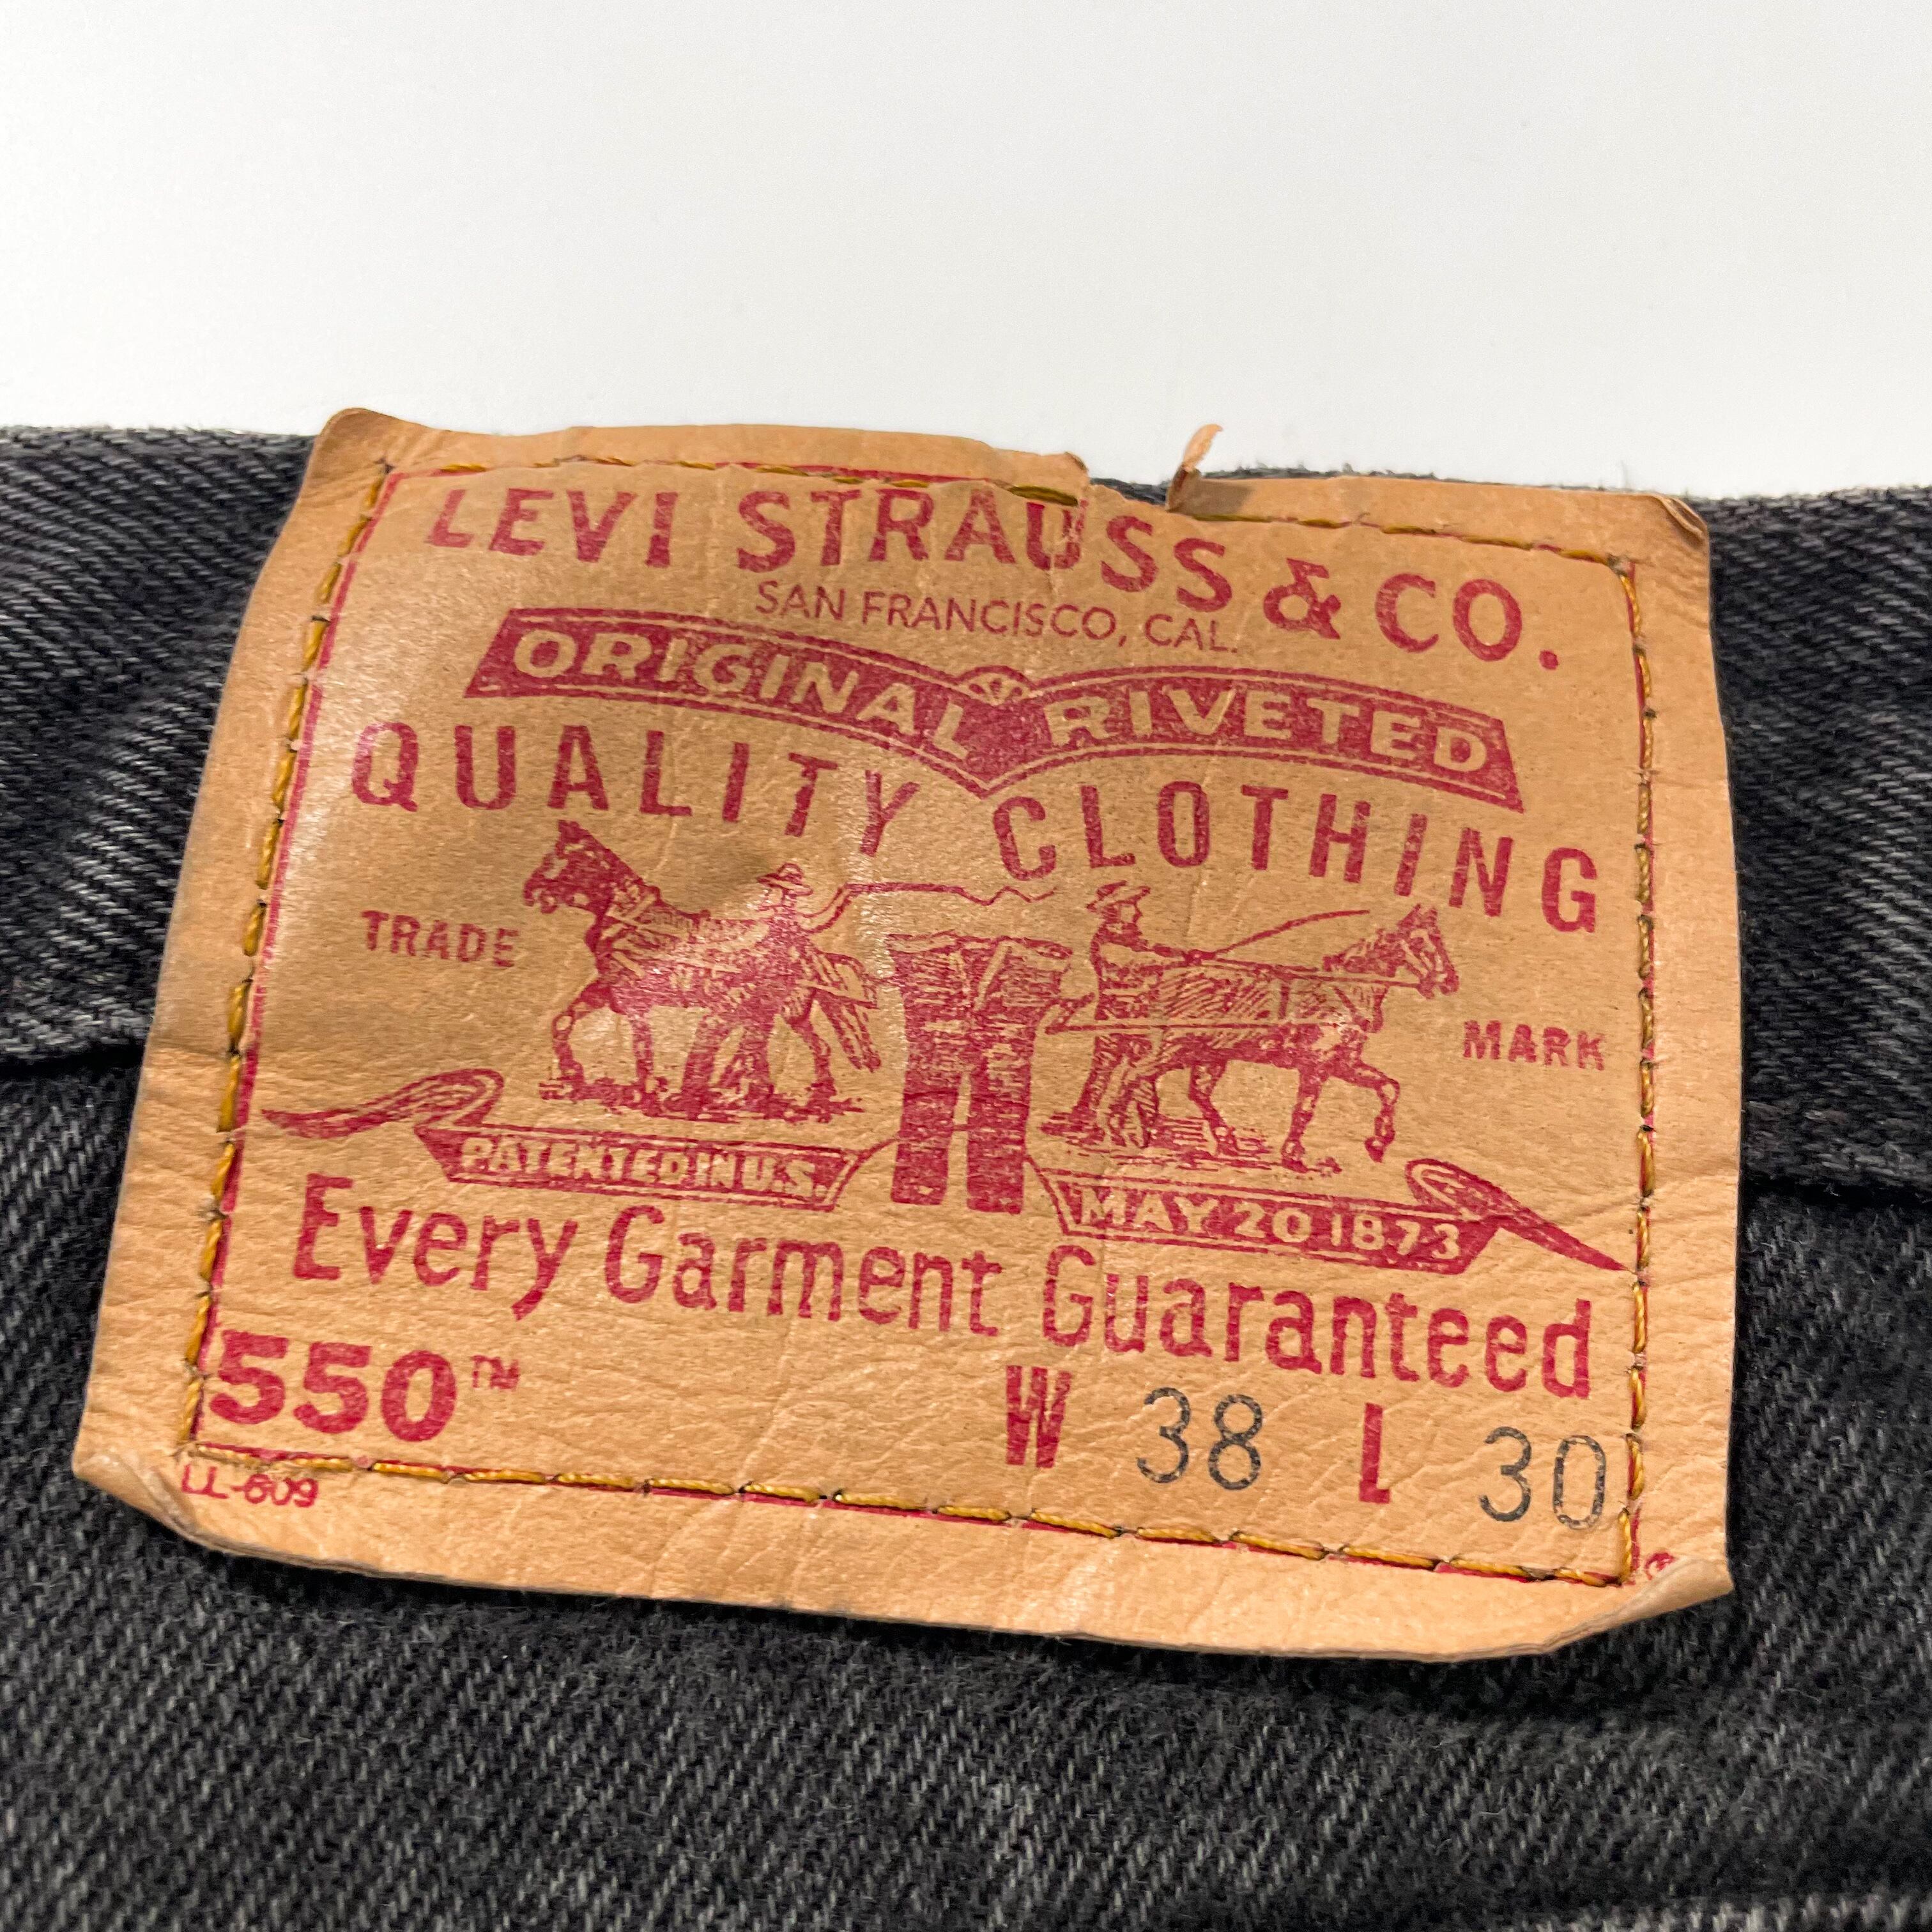 LEVI STRAUSS & CO.
SAN FRANCISCO, CAL.
ORIGINAL RIVETED
QUALITY CLOTHING
TRADE MARK
PATENTED IN U.S. MAY 20 1873
Every Garment Guaranteed
550™ W 38 L 30
LL-609
®